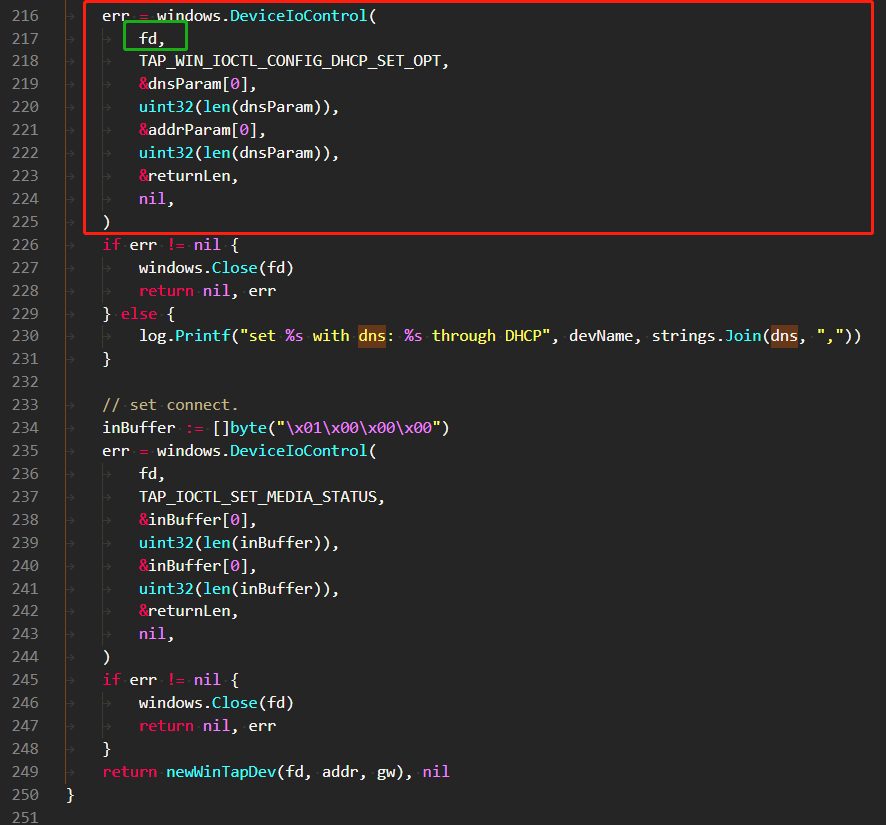 216 err = windows.DeviceIoControl(
217 fd,
218 TAP_WIN_IOCTL_CONFIG_DHCP_SET_OPT,
219 &dnsParam[0],
220 uint32(len(dnsParam)),
221 &addrParam[0],
222 uint32(len(dnsParam)),
223 &returnLen,
224 nil,
225 )
226 if err != nil {
227 windows.Close(fd)
228 return nil, err
229 } else {
230 log.Printf("set %s with dns: %s through DHCP", devName, strings.Join(dns, ","))
231 }
232
233 // set connect.
234 inBuffer := []byte("\x01\x00\x00\x00")
235 err = windows.DeviceIoControl(
236 fd,
237 TAP_IOCTL_SET_MEDIA_STATUS,
238 &inBuffer[0],
239 uint32(len(inBuffer)),
240 &inBuffer[0],
241 uint32(len(inBuffer)),
242 &returnLen,
243 nil,
244 )
245 if err != nil {
246 windows.Close(fd)
247 return nil, err
248 }
249 return newWinTapDev(fd, addr, gw), nil
250 }
251